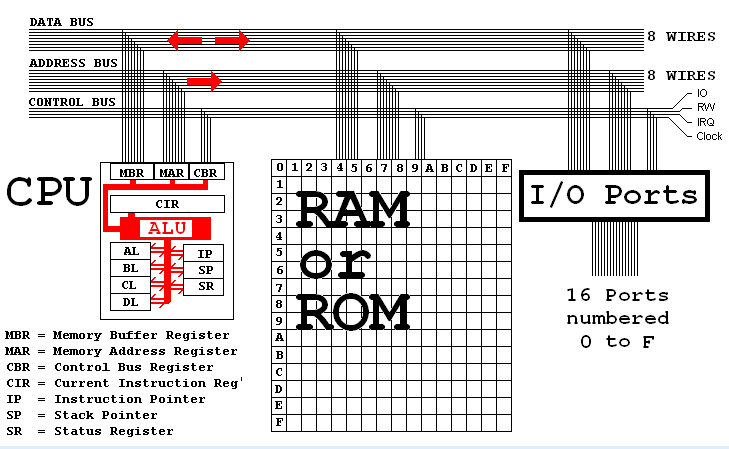 DATA BUS
8 WIRES
ADDRESS BUS
8 WIRES
CONTROL BUS
IO
RW
IRQ
Clock
CPU
MBR MAR CBR
CIR
ALU
AL
BL
CL
DL
IP
SP
SR
0 1 2 3 4 5 6 7 8 9 A B C D E F
1
2
3
4
5
6
7
8
9
A
B
C
D
E
F
RAM
or
ROM
I/O Ports
16 Ports
numbered
0 to F
MBR = Memory Buffer Register
MAR = Memory Address Register
CBR = Control Bus Register
CIR = Current Instruction Reg'
IP = Instruction Pointer
SP = Stack Pointer
SR = Status Register